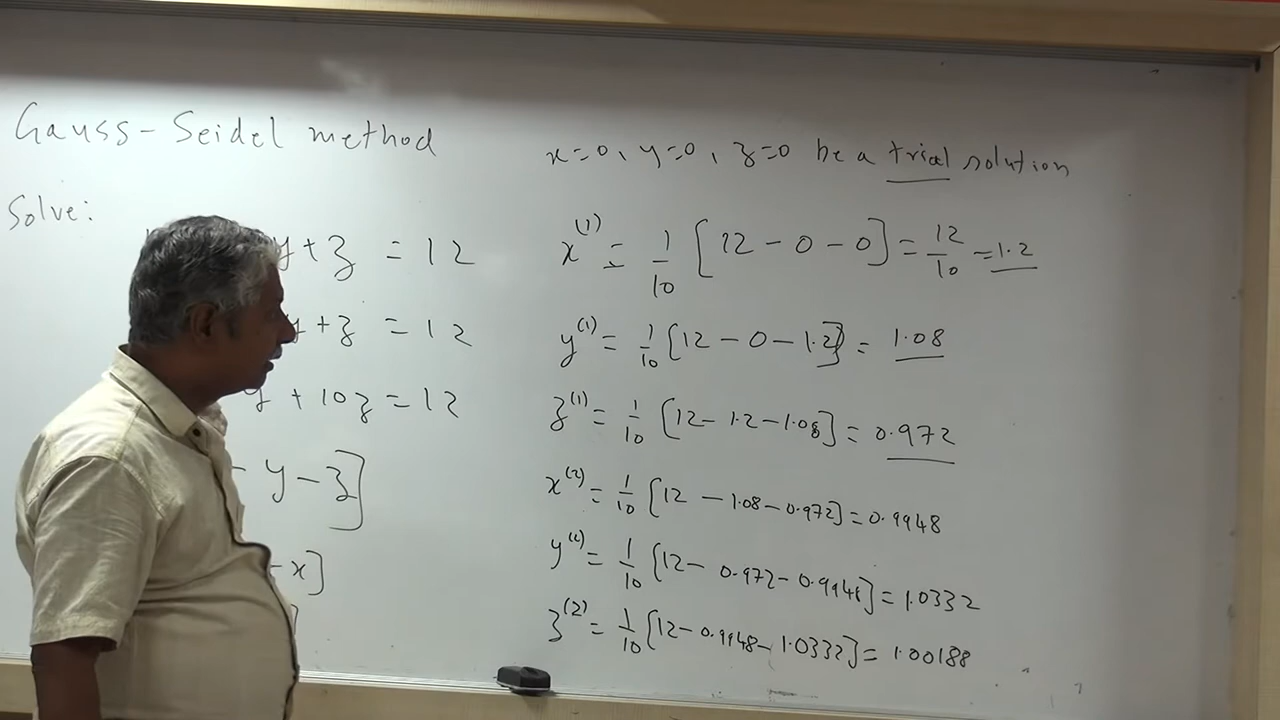 Gauss-Seidel method
Solve:
y + z = 12
y + z = 12
y + 10z = 12
- y - z]
- x]
]
x=0, y=0, z=0 be a trial solution
x^(1) = 1/10 [12 - 0 - 0] = 12/10 = 1.2
y^(1) = 1/10 [12 - 0 - 1.2] = 1.08
z^(1) = 1/10 [12 - 1.2 - 1.08] = 0.972
x^(2) = 1/10 [12 - 1.08 - 0.972] = 0.9948
y^(2) = 1/10 [12 - 0.972 - 0.9948] = 1.0332
z^(2) = 1/10 [12 - 0.9948 - 1.0332] = 1.00188